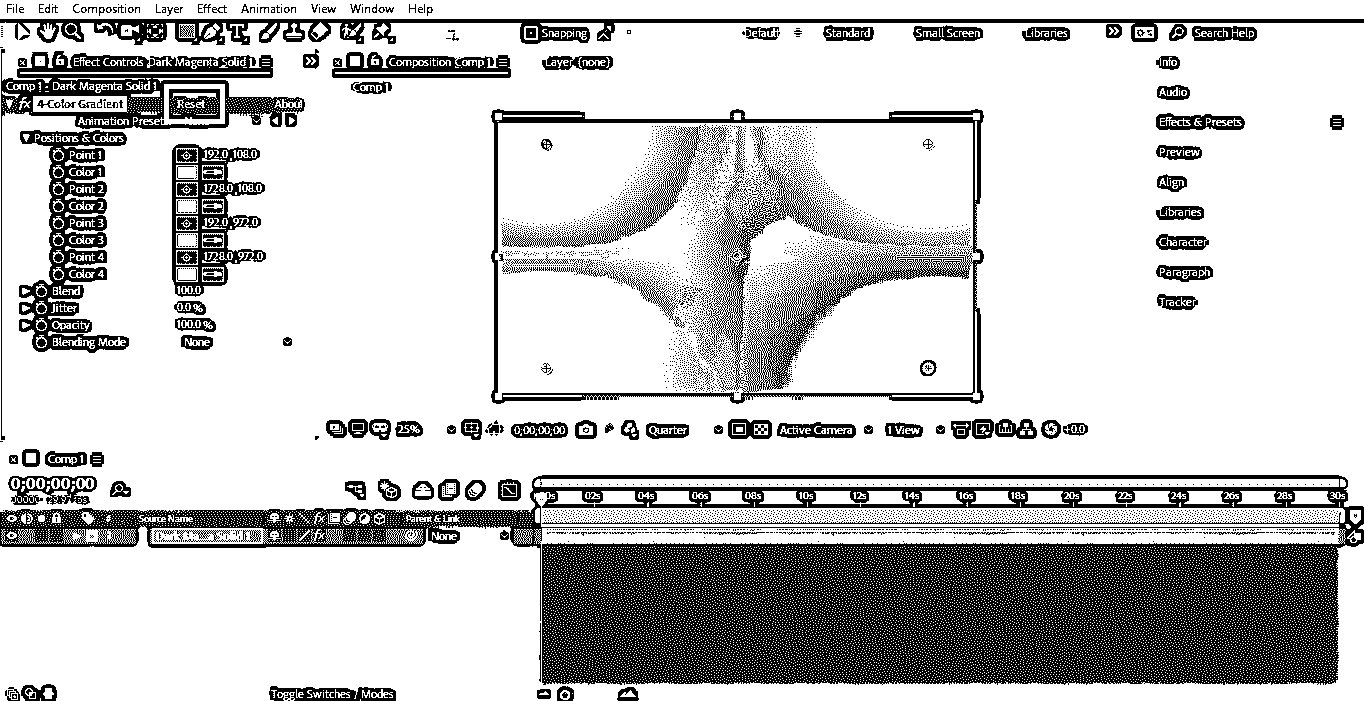 File Edit Composition Layer Effect Animation View Window Help
Snapping Default Standard Small Screen Libraries Search Help
Effect Controls Dark Magenta Solid 1 Composition Comp 1 Layer (none)
Comp 1
Comp 1 - Dark Magenta Solid 1
fx 4-Color Gradient Reset About
Animation Presets None
Positions & Colors
Point 1 192.0,108.0
Color 1
Point 2 1728.0,108.0
Color 2
Point 3 192.0,972.0
Color 3
Point 4 1728.0,972.0
Color 4
Blend 100.0
Jitter 0.0 %
Opacity 100.0 %
Blending Mode None
Info
Audio
Effects & Presets
Preview
Align
Libraries
Character
Paragraph
Tracker
25% 0;00;00;00 Quarter Active Camera 1 View +0.0
Comp 1
0;00;00;00
02s 04s 06s 08s 10s 12s 14s 16s 18s 20s 22s 24s 26s 28s 30s
# Source Name fx Parent & Link
1 Solid 1 fx None
Toggle Switches / Modes